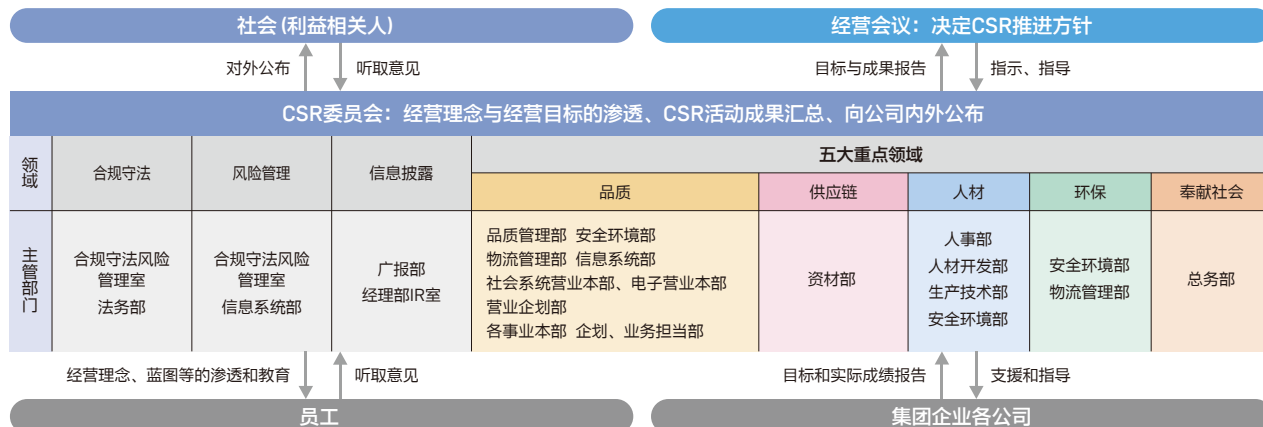 社会 (利益相关人)
经营会议：决定CSR推进方针
对外公布
听取意见
目标与成果报告
指示、指导
CSR委员会：经营理念与经营目标的渗透、CSR活动成果汇总、向公司内外公布
领域
合规守法
风险管理
信息披露
五大重点领域
品质
供应链
人材
环保
奉献社会
主管部门
合规守法风险
管理室
法务部
合规守法风险
管理室
信息系统部
广报部
经理部IR室
品质管理部 安全环境部
物流管理部 信息系统部
社会系统营业本部、电子营业本部
营业企划部
各事业本部 企划、业务担当部
资材部
人事部
人材开发部
生产技术部
安全环境部
安全环境部
物流管理部
总务部
经营理念、蓝图等的渗透和教育
听取意见
目标和实际成绩报告
支援和指导
员工
集团企业各公司